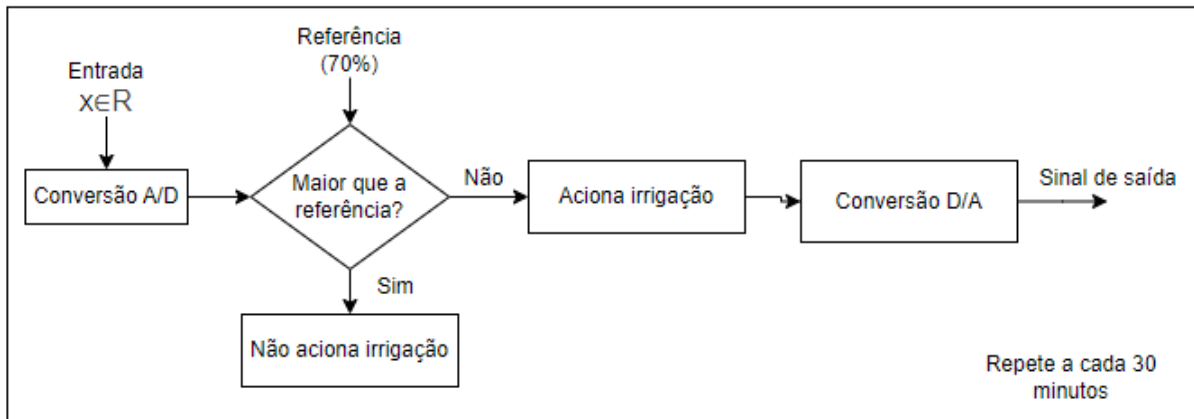 Entrada
x∈R
Referência
(70%)
Conversão A/D
Maior que a
referência?
Não
Aciona irrigação
Conversão D/A
Sinal de saída
Sim
Não aciona irrigação
Repete a cada 30
minutos